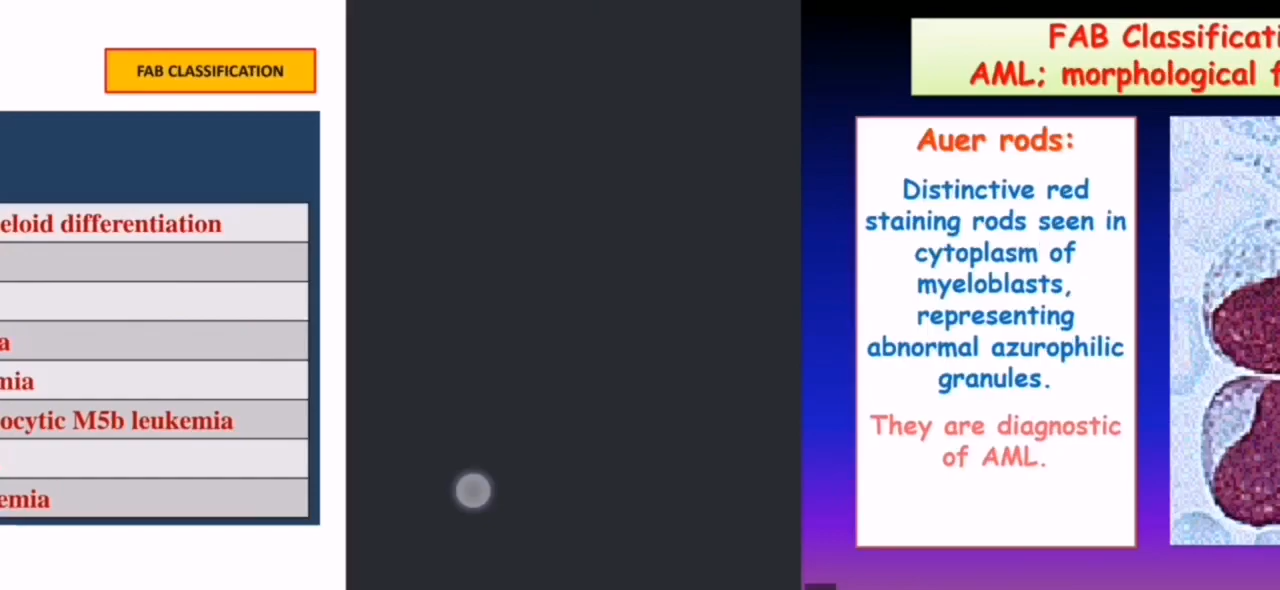 FAB CLASSIFICATION
eloid differentiation
a
mia
ocytic M5b leukemia
emia
FAB Classificati
AML; morphological f
Auer rods:
Distinctive red
staining rods seen in
cytoplasm of
myeloblasts,
representing
abnormal azurophilic
granules.
They are diagnostic
of AML.